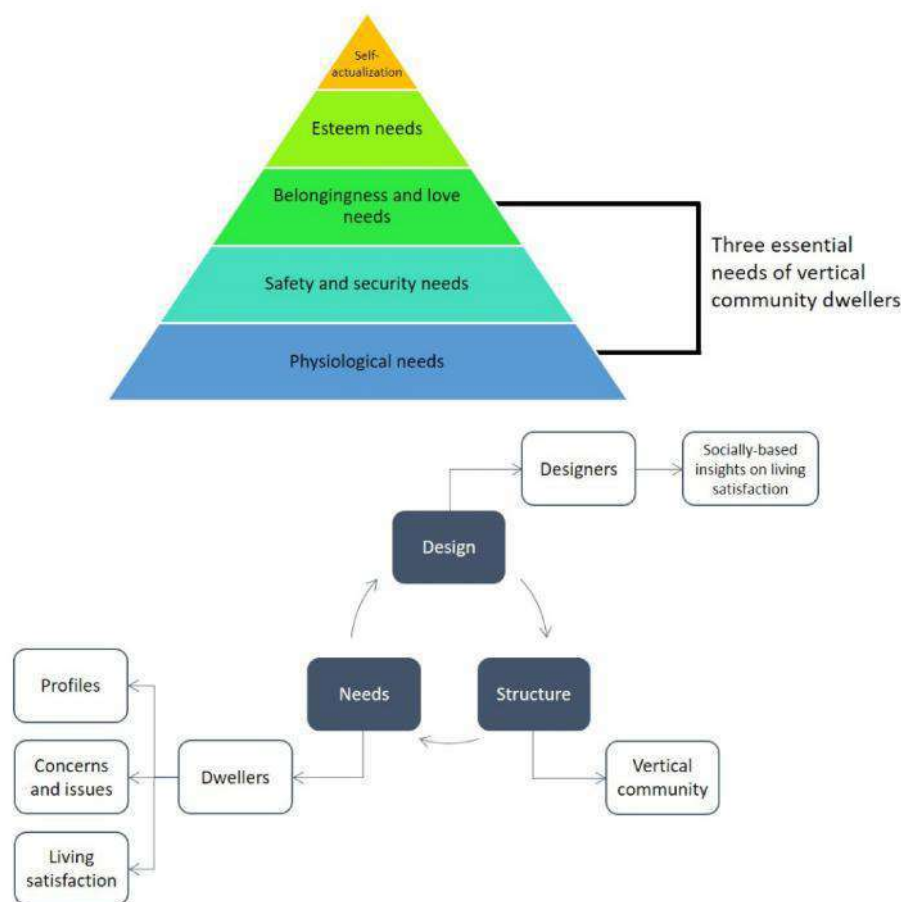 Self-
actualization
Esteem needs
Belongingness and love
needs
Safety and security needs
Physiological needs
Three essential
needs of vertical
community dwellers
Designers
Socially-based
insights on living
satisfaction
Design
Profiles
Needs
Structure
Concerns
and issues
Dwellers
Vertical
community
Living
satisfaction